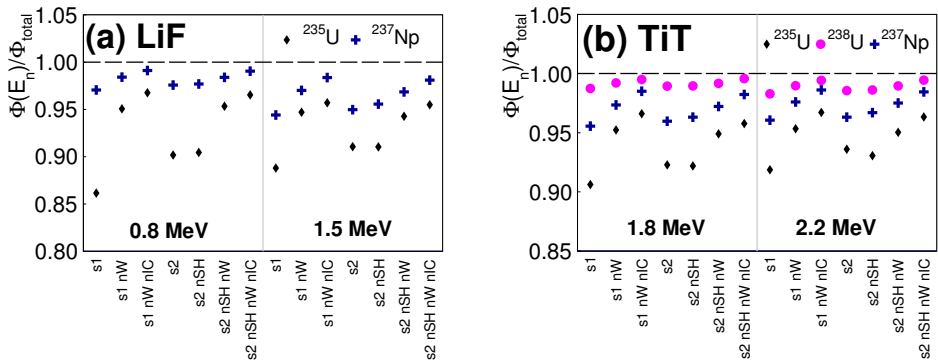 (a) LiF
²³⁵U
²³⁷Np
Φ(Eₙ)/Φₜₒₜₐₗ
1.05
1.00
0.95
0.90
0.85
0.80
0.8 MeV
1.5 MeV
s1
s1 nW
s1 nW nIC
s2
s2 nSH
s2 nSH nW
s2 nSH nW nIC
s1
s1 nW
s1 nW nIC
s2
s2 nSH
s2 nSH nW
s2 nSH nW nIC
(b) TiT
²³⁵U
²³⁸U
²³⁷Np
Φ(Eₙ)/Φₜₒₜₐₗ
1.05
1.00
0.95
0.90
0.85
1.8 MeV
2.2 MeV
s1
s1 nW
s1 nW nIC
s2
s2 nSH
s2 nSH nW
s2 nSH nW nIC
s1
s1 nW
s1 nW nIC
s2
s2 nSH
s2 nSH nW
s2 nSH nW nIC